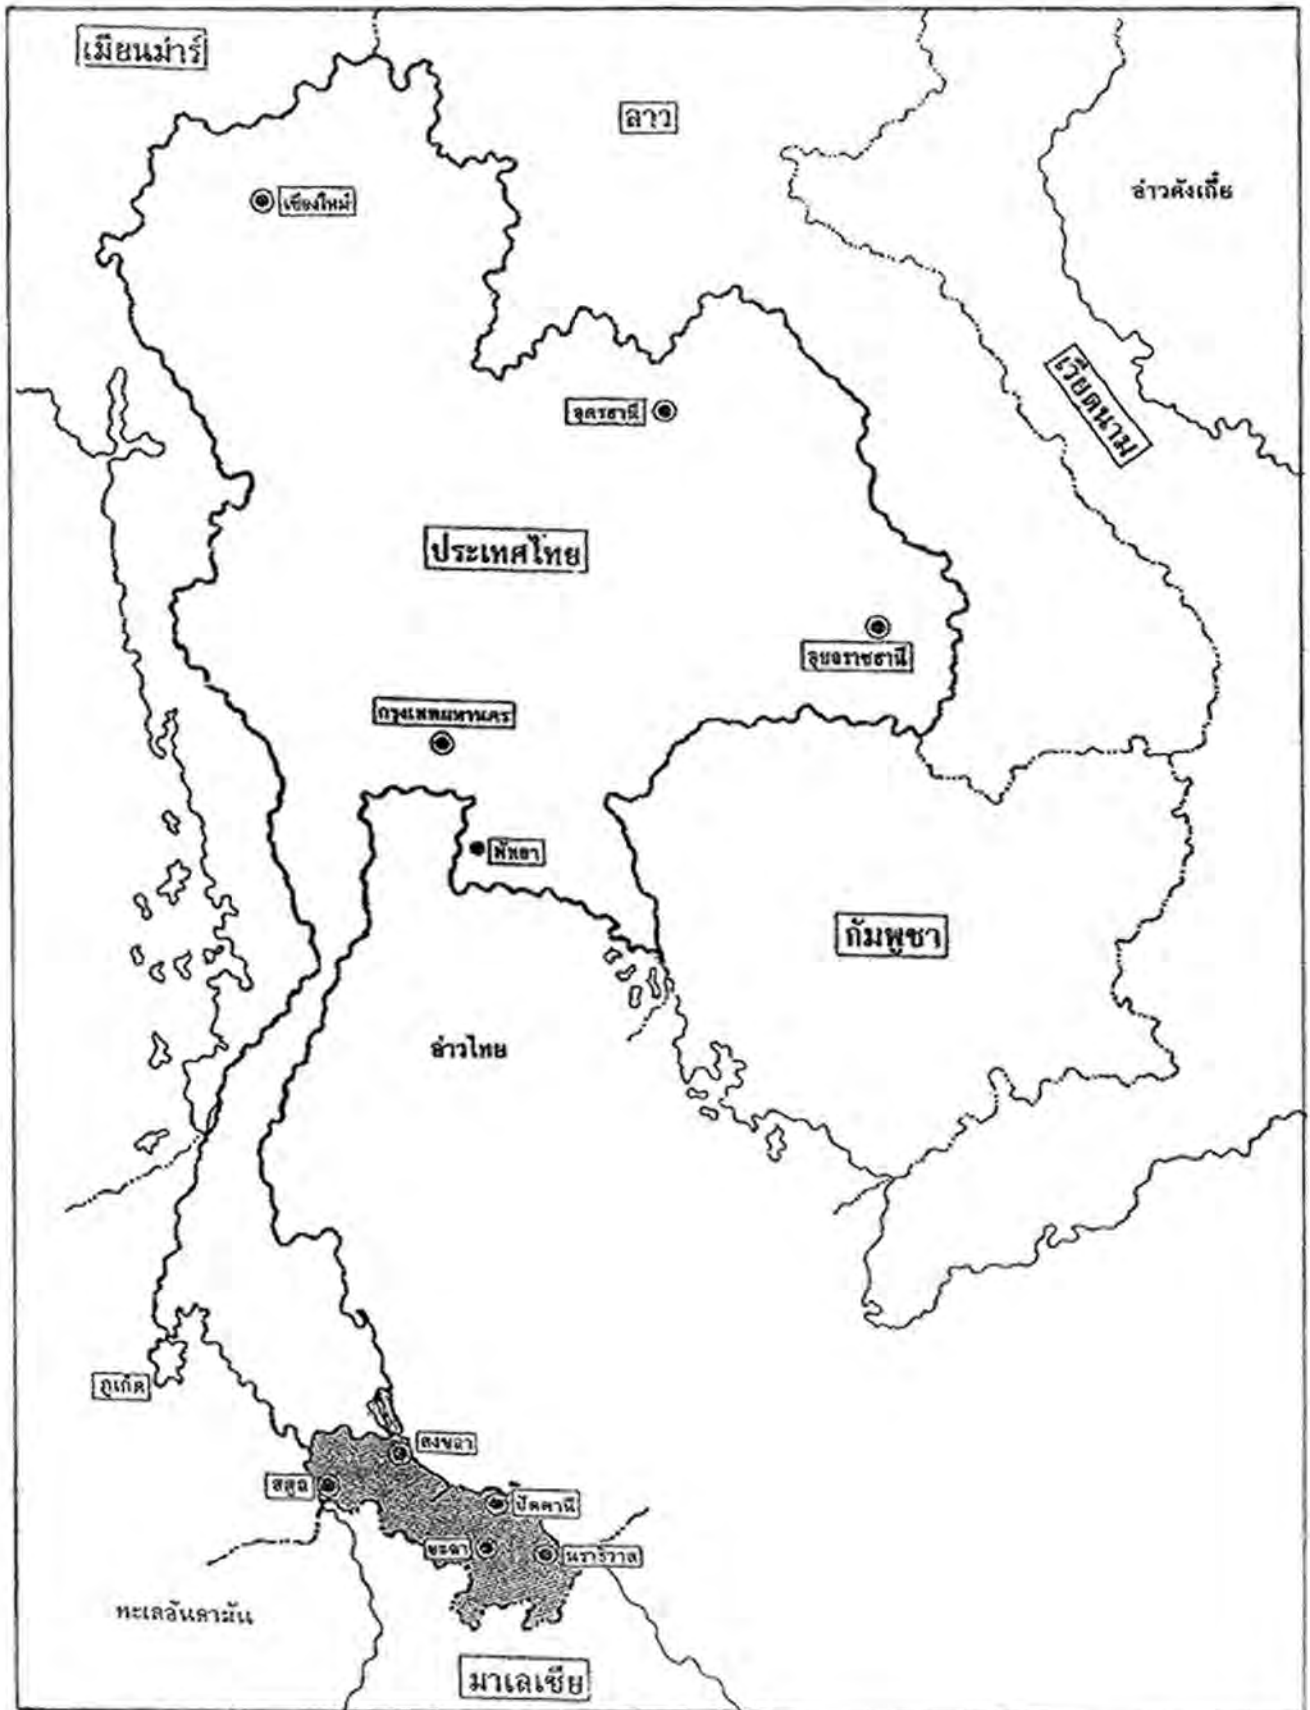 เมียนม่าร์
ลาว
อ่าวตังเกี๋ย
เชียงใหม่
เวียดนาม
อุดรธานี
ประเทศไทย
อุบลราชธานี
กรุงเทพมหานคร
พัทยา
กัมพูชา
อ่าวไทย
ภูเก็ต
สงขลา
สตูล
ปัตตานี
ยะลา
นราธิวาส
ทะเลอันดามัน
มาเลเซีย